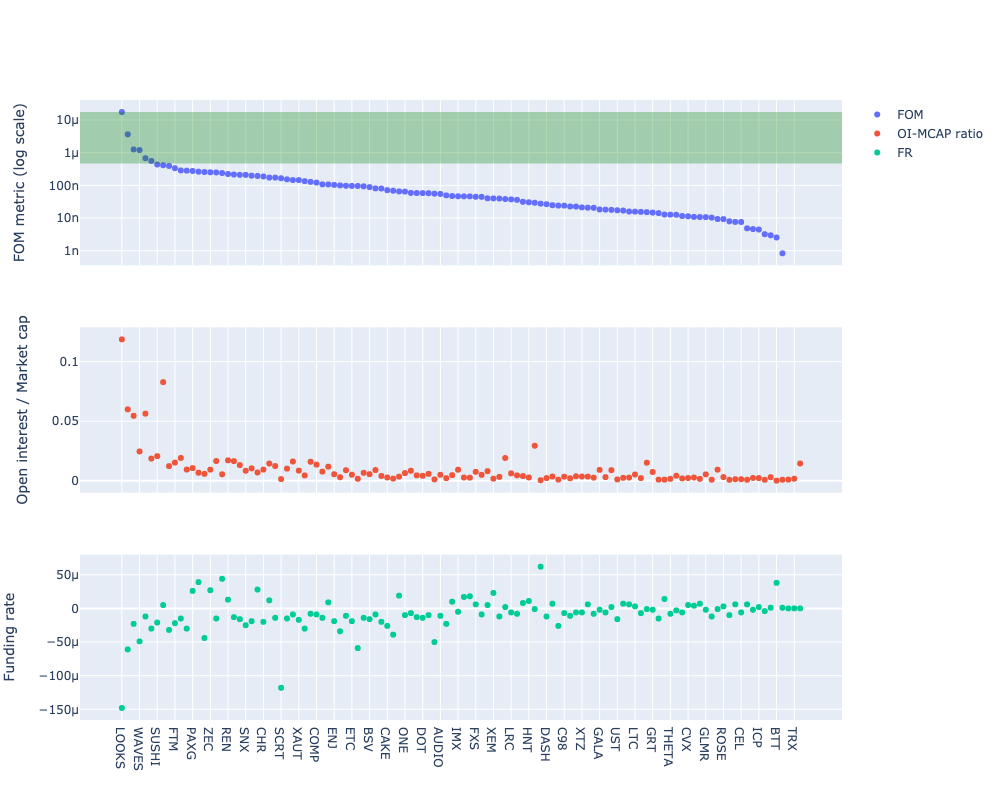 FOM metric (log scale)
10μ
1μ
100n
10n
1n
FOM
OI-MCAP ratio
FR
Open interest / Market cap
0.1
0.05
0
Funding rate
50μ
0
−50μ
−100μ
−150μ
LOOKS
WAVES
SUSHI
FTM
PAXG
ZEC
REN
SNX
CHR
SCRT
XAUT
COMP
ENJ
ETC
BSV
CAKE
ONE
DOT
AUDIO
IMX
FXS
XEM
LRC
HNT
DASH
C98
XTZ
GALA
UST
LTC
GRT
THETA
CVX
GLMR
ROSE
CEL
ICP
BTT
TRX